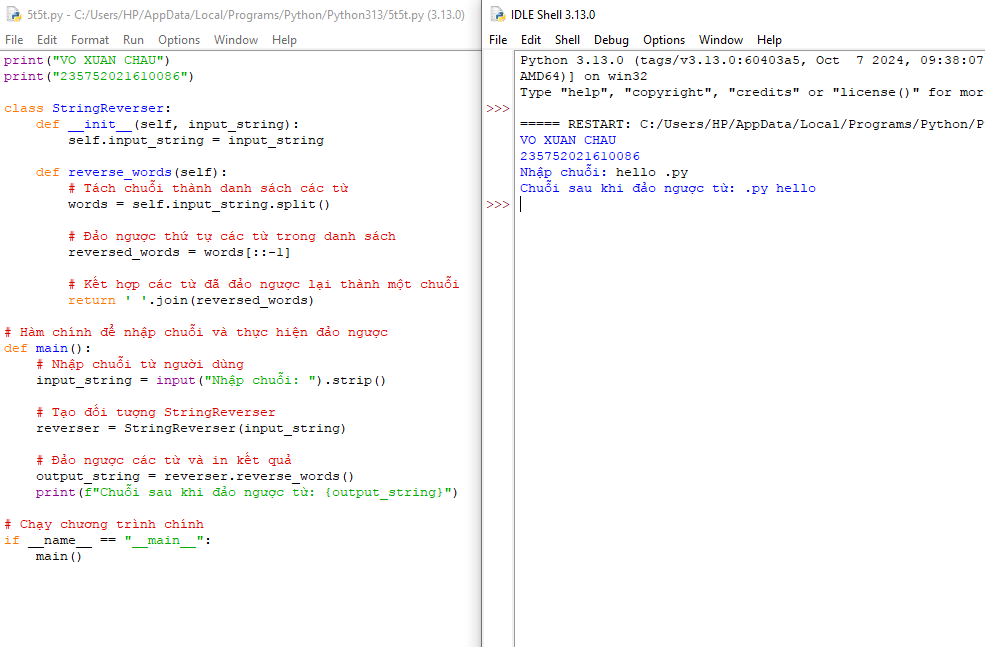 5t5t.py - C:/Users/HP/AppData/Local/Programs/Python/Python313/5t5t.py (3.13.0)
File Edit Format Run Options Window Help
print("VO XUAN CHAU")
print("235752021610086")
class StringReverser:
    def __init__(self, input_string):
        self.input_string = input_string
    def reverse_words(self):
        # Tách chuỗi thành danh sách các từ
        words = self.input_string.split()
        # Đảo ngược thứ tự các từ trong danh sách
        reversed_words = words[::-1]
        # Kết hợp các từ đã đảo ngược lại thành một chuỗi
        return ' '.join(reversed_words)
# Hàm chính để nhập chuỗi và thực hiện đảo ngược
def main():
    # Nhập chuỗi từ người dùng
    input_string = input("Nhập chuỗi: ").strip()
    # Tạo đối tượng StringReverser
    reverser = StringReverser(input_string)
    # Đảo ngược các từ và in kết quả
    output_string = reverser.reverse_words()
    print(f"Chuỗi sau khi đảo ngược từ: {output_string}")
# Chạy chương trình chính
if __name__ == "__main__":
    main()
IDLE Shell 3.13.0
File Edit Shell Debug Options Window Help
Python 3.13.0 (tags/v3.13.0:60403a5, Oct  7 2024, 09:38:07
AMD64)] on win32
Type "help", "copyright", "credits" or "license()" for mor
>>>
===== RESTART: C:/Users/HP/AppData/Local/Programs/Python/P
VO XUAN CHAU
235752021610086
Nhập chuỗi: hello .py
Chuỗi sau khi đảo ngược từ: .py hello
>>>